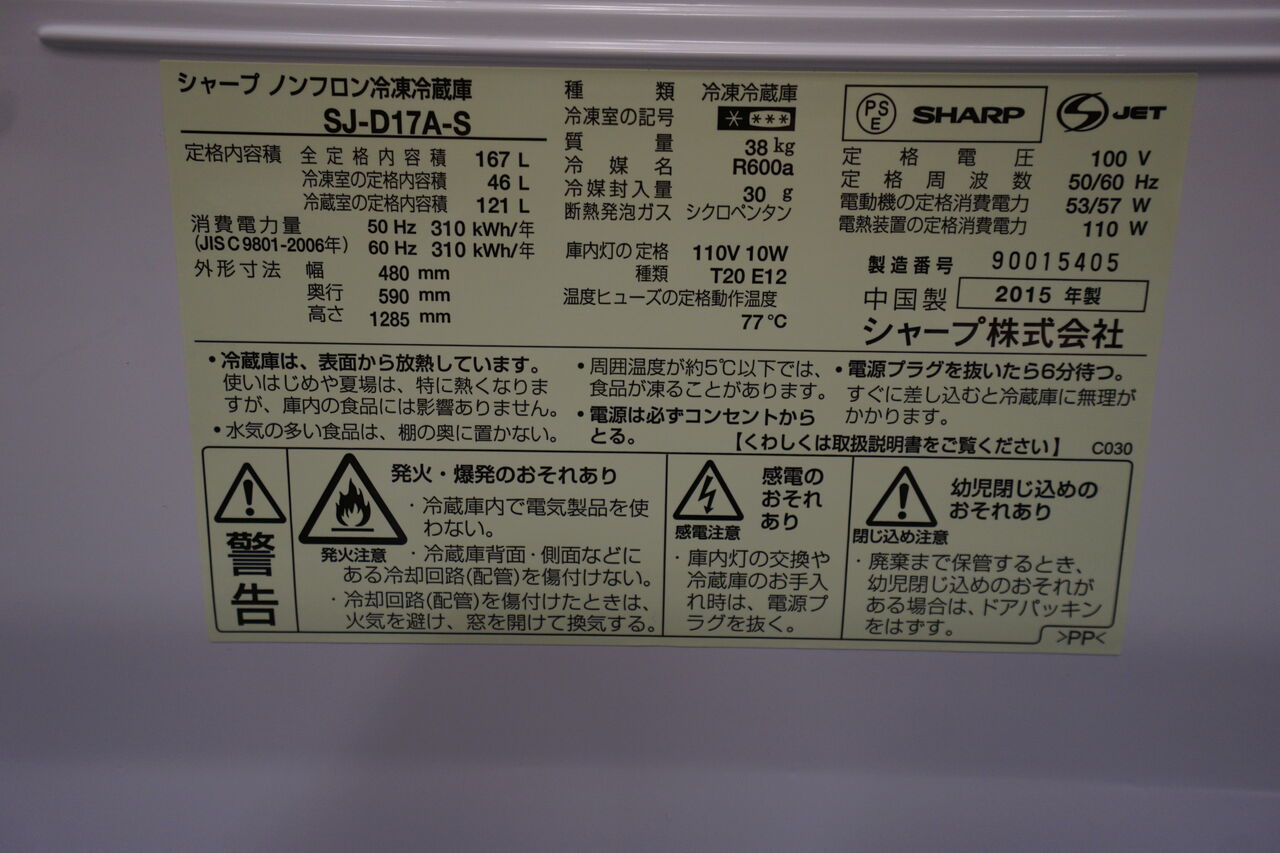 シャープ ノンフロン冷凍冷蔵庫
SJ-D17A-S
定格内容積 全定格内容積 167 L
冷凍室の定格内容積 46 L
冷蔵室の定格内容積 121 L
消費電力量 50 Hz 310 kWh/年
(JIS C 9801-2006年) 60 Hz 310 kWh/年
外形寸法 幅 480 mm
奥行 590 mm
高さ 1285 mm
種類 冷凍冷蔵庫
冷凍室の記号 * ***
質量 38 kg
冷媒名 R600a
冷媒封入量 30 g
断熱発泡ガス シクロペンタン
庫内灯の定格 110V 10W
種類 T20 E12
温度ヒューズの定格動作温度
77 ℃
PSE SHARP S JET
定格電圧 100 V
定格周波数 50/60 Hz
電動機の定格消費電力 53/57 W
電熱装置の定格消費電力 110 W
製造番号 90015405
中国製 2015 年製
シャープ株式会社
・冷蔵庫は、表面から放熱しています。
使いはじめや夏場は、特に熱くなりま
すが、庫内の食品には影響ありません。
・水気の多い食品は、棚の奥に置かない。
・周囲温度が約5℃以下では、
食品が凍ることがあります。
・電源は必ずコンセントから
とる。
・電源プラグを抜いたら6分待つ。
すぐに差し込むと冷蔵庫に無理が
かかります。
【くわしくは取扱説明書をご覧ください】 C030
警告
発火・爆発のおそれあり
発火注意
・冷蔵庫内で電気製品を使
わない。
・冷蔵庫背面・側面などに
ある冷却回路(配管)を傷付けない。
・冷却回路(配管)を傷付けたときは、
火気を避け、窓を開けて換気する。
感電の
おそれ
あり
感電注意
・庫内灯の交換や
冷蔵庫のお手入
れ時は、電源プ
ラグを抜く。
幼児閉じ込めの
おそれあり
閉じ込め注意
・廃棄まで保管するとき、
幼児閉じ込めのおそれが
ある場合は、ドアパッキン
をはずす。
>PP<